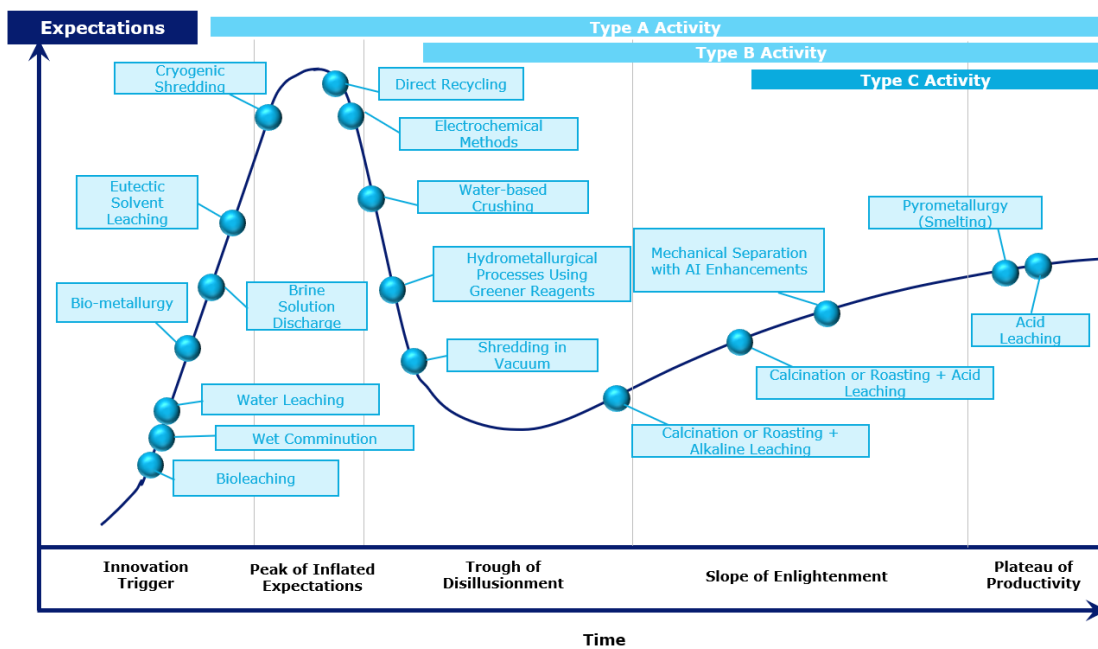 Expectations
Type A Activity
Type B Activity
Type C Activity
Cryogenic
Shredding
Direct Recycling
Electrochemical
Methods
Eutectic
Solvent
Leaching
Water-based
Crushing
Pyrometallurgy
(Smelting)
Mechanical Separation
with AI Enhancements
Hydrometallurgical
Processes Using
Greener Reagents
Bio-metallurgy
Brine
Solution
Discharge
Acid
Leaching
Shredding in
Vacuum
Calcination or Roasting + Acid
Leaching
Water Leaching
Wet Comminution
Calcination or Roasting +
Alkaline Leaching
Bioleaching
Innovation
Trigger
Peak of Inflated
Expectations
Trough of
Disillusionment
Slope of Enlightenment
Plateau of
Productivity
Time